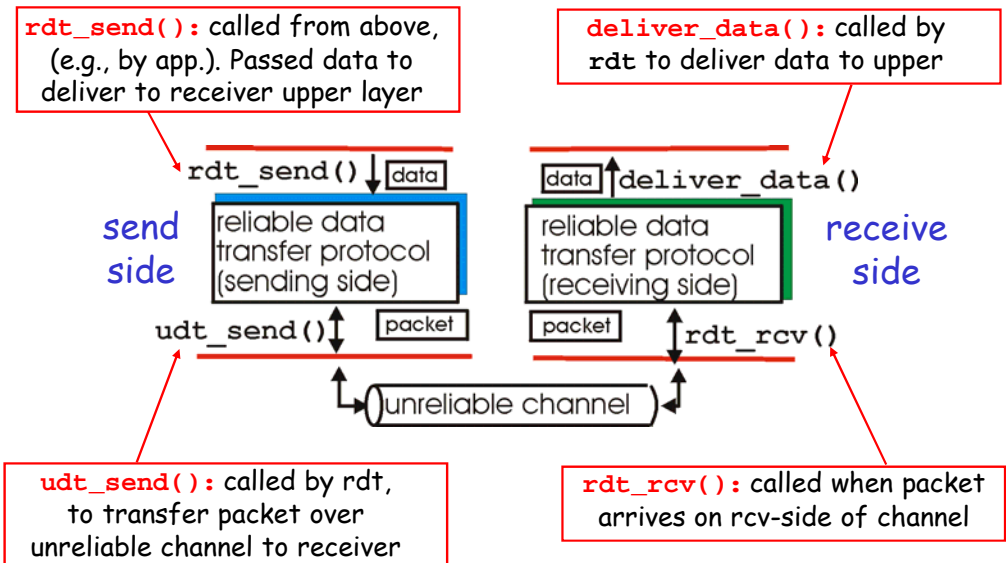 rdt_send(): called from above,
(e.g., by app.). Passed data to
deliver to receiver upper layer
deliver_data(): called by
rdt to deliver data to upper
rdt_send()
data
data
deliver_data()
send
side
reliable data
transfer protocol
(sending side)
reliable data
transfer protocol
(receiving side)
receive
side
udt_send()
packet
packet
rdt_rcv()
unreliable channel
udt_send(): called by rdt,
to transfer packet over
unreliable channel to receiver
rdt_rcv(): called when packet
arrives on rcv-side of channel